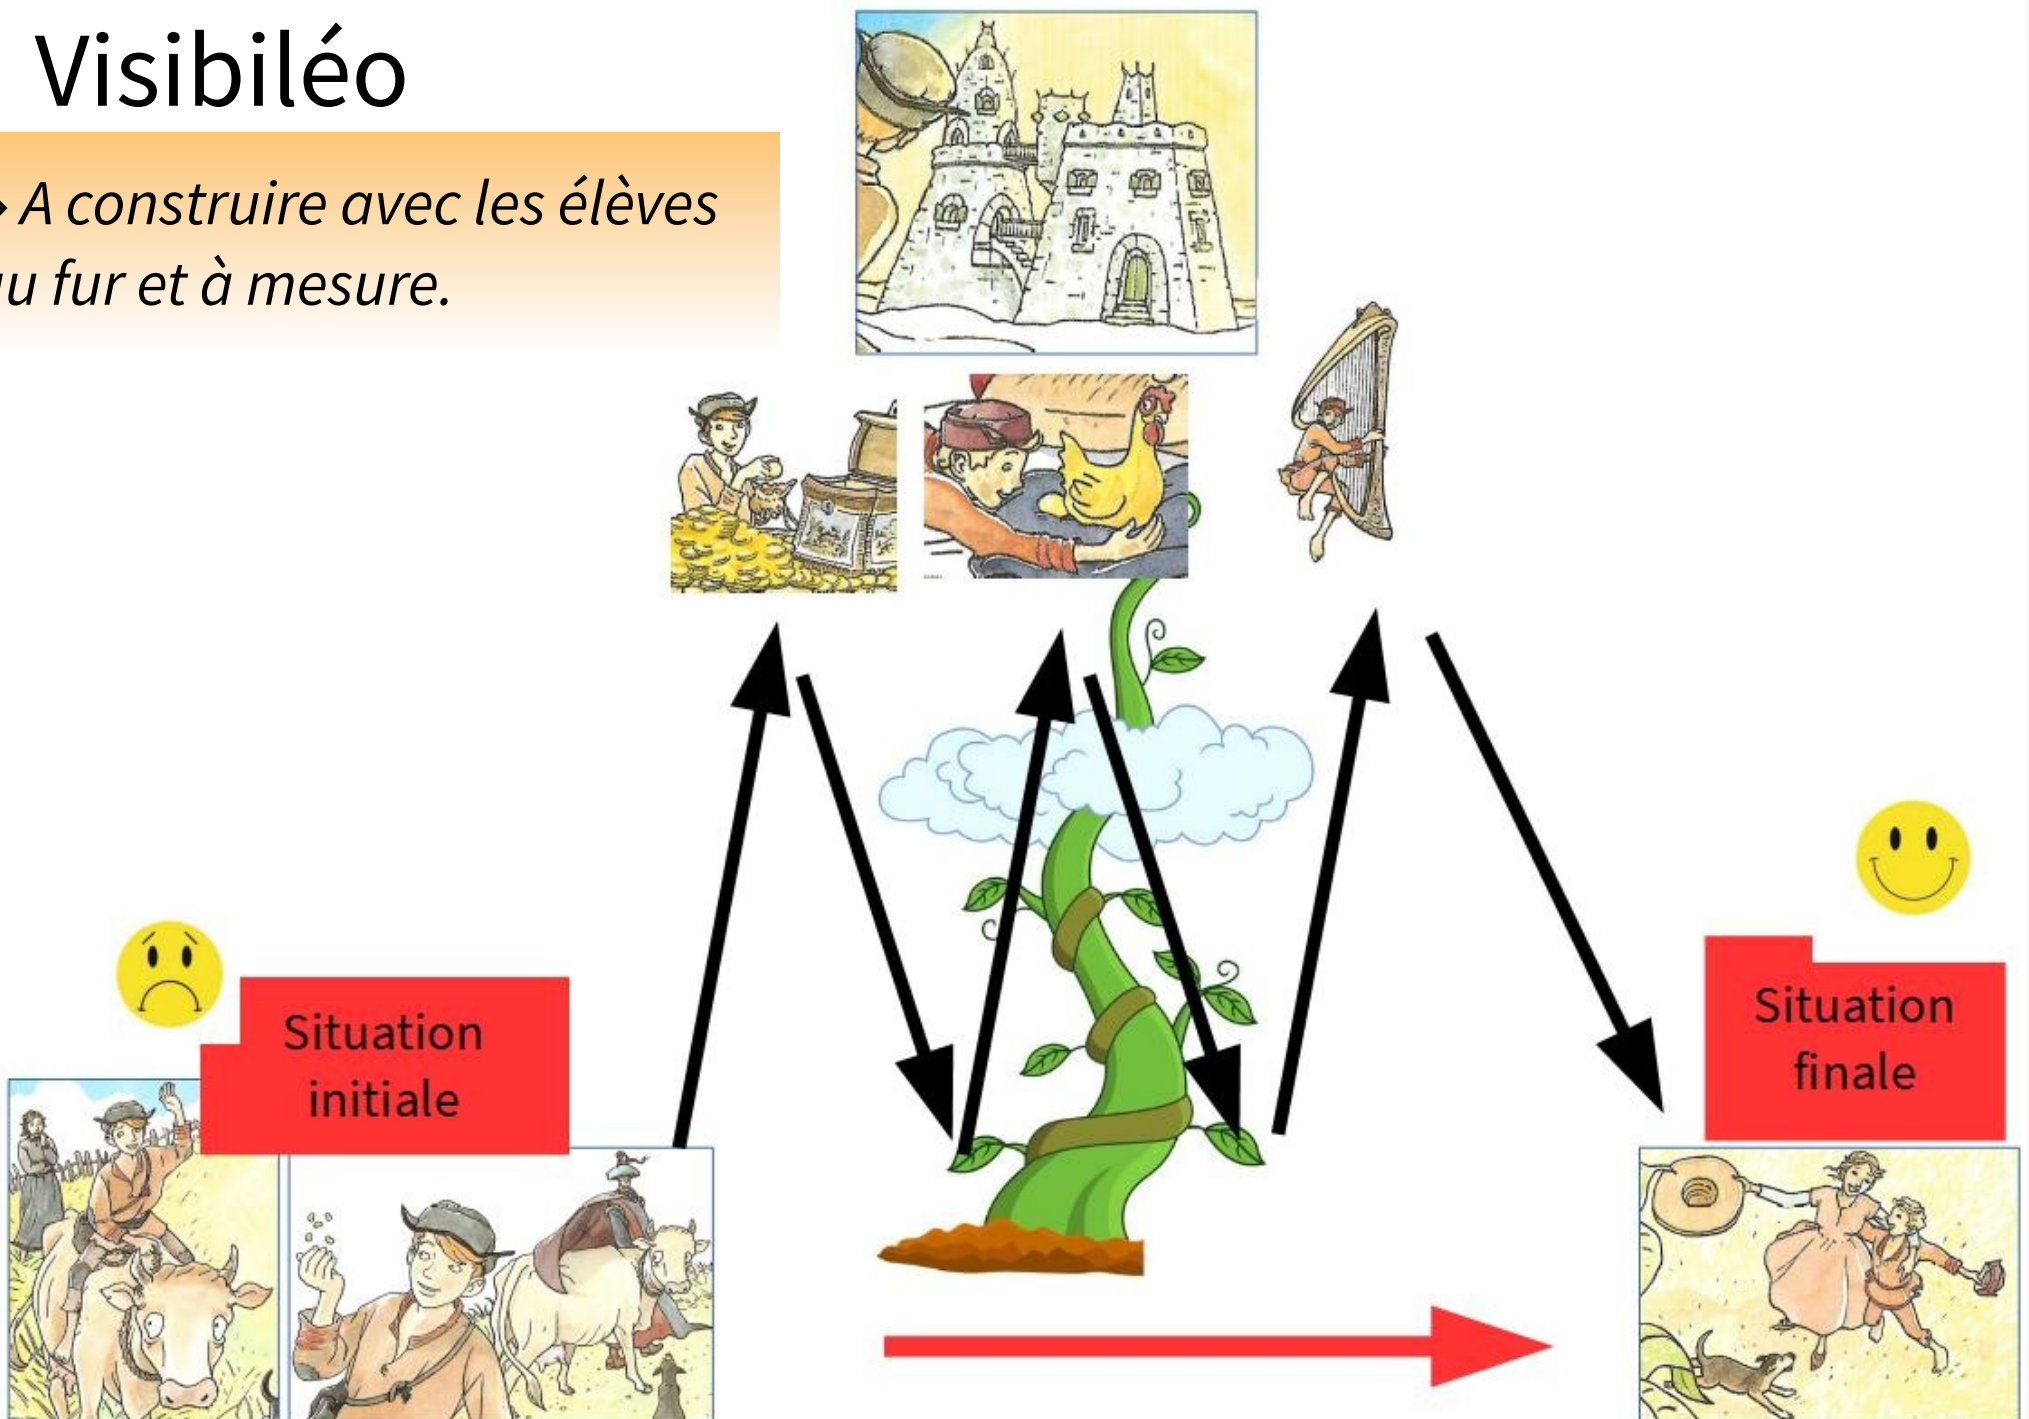 Visibiléo
A construire avec les élèves
fur et à mesure.
Situation
initiale
Situation
finale